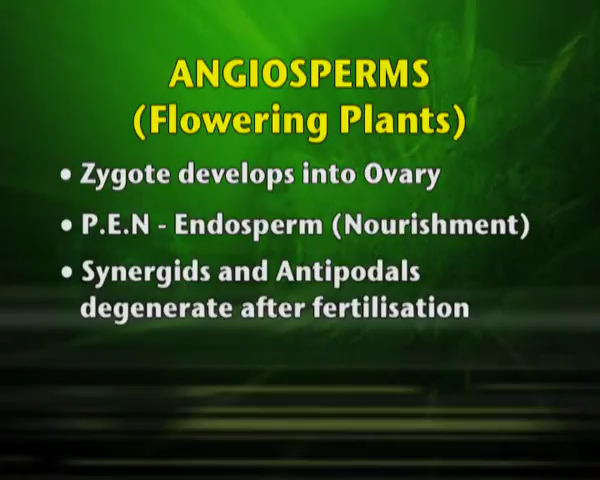 ANGIOSPERMS
(Flowering Plants)
• Zygote develops into Ovary
• P.E.N - Endosperm (Nourishment)
• Synergids and Antipodals
degenerate after fertilisation